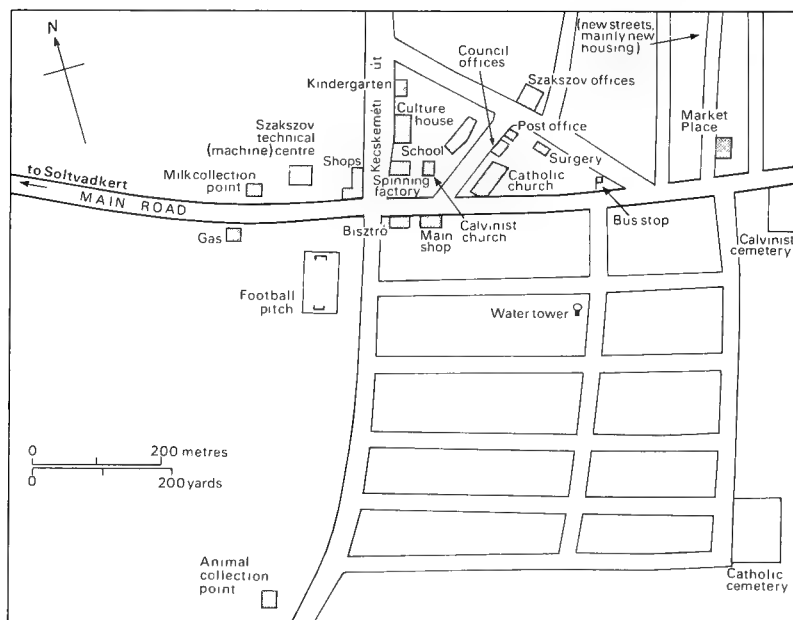 N
(new streets,
mainly new
housing)
Council
offices
Szakszov offices
Kindergarten
Kecskeméti út
Culture
house
Post office
Market
Place
Szakszov
technical
(machine) centre
School
Surgery
Shops
to Soltvadkert
Milk collection
point
Spinning
factory
Catholic
church
MAIN ROAD
Bisztró
Main
shop
Calvinist
church
Bus stop
Calvinist
cemetery
Gas
Football
pitch
Water tower
0 200 metres
0 200 yards
Animal
collection
point
Catholic
cemetery